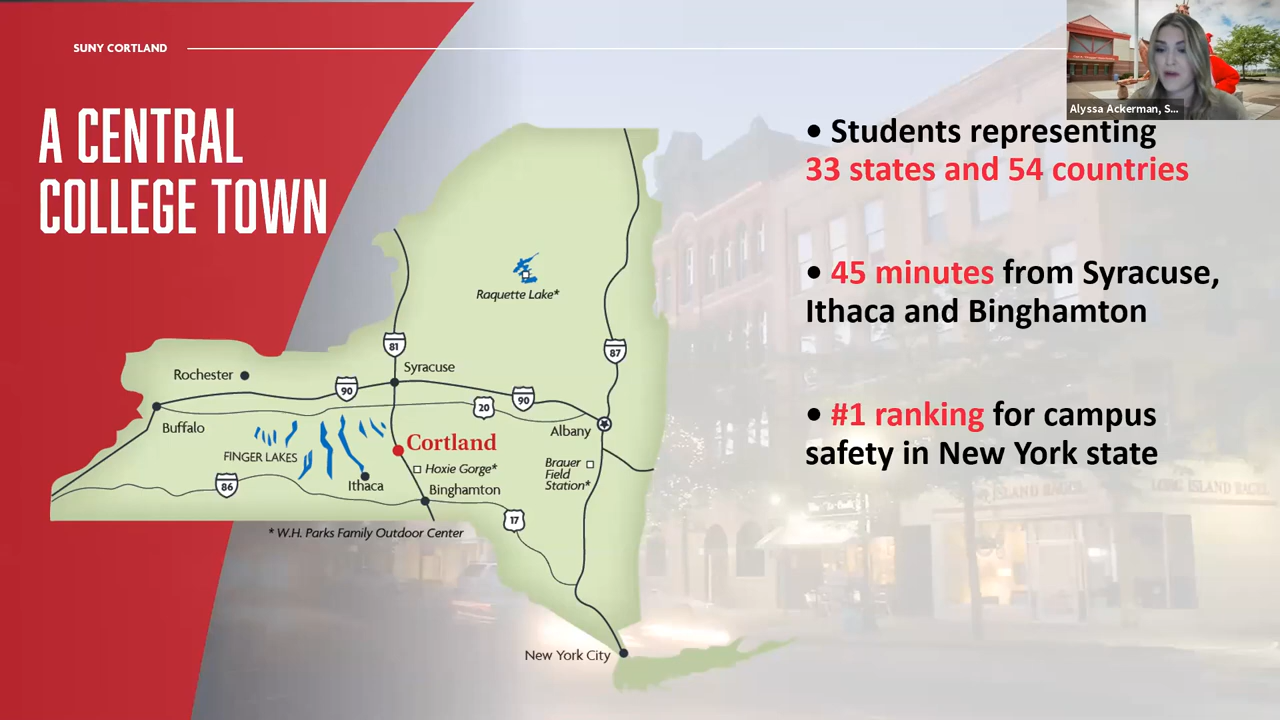 SUNY CORTLAND
Alyssa Ackerman, S...
A CENTRAL
COLLEGE TOWN
• Students representing
33 states and 54 countries
• 45 minutes from Syracuse,
Ithaca and Binghamton
• #1 ranking for campus
safety in New York state
Raquette Lake*
81
87
Syracuse
Rochester
90
90
20
Buffalo
Albany
Cortland
FINGER LAKES
Hoxie Gorge*
Brauer
Field
Station*
Ithaca
86
Binghamton
17
* W.H. Parks Family Outdoor Center
New York City
LONG ISLAND BAGEL